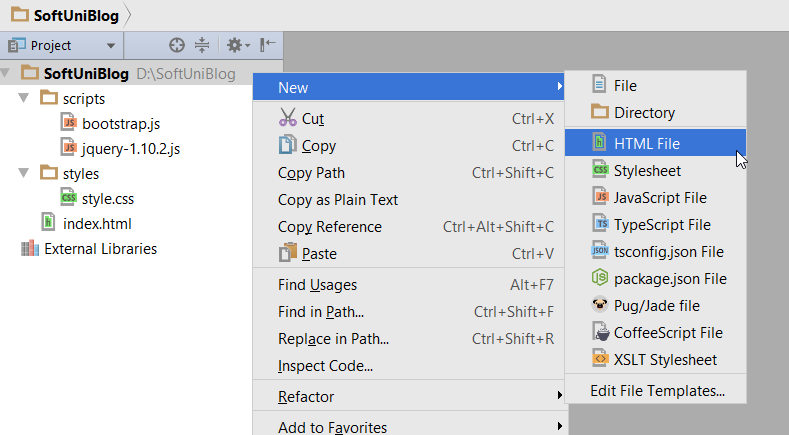 SoftUniBlog
Project
SoftUniBlog D:\SoftUniBlog
scripts
bootstrap.js
jquery-1.10.2.js
styles
style.css
index.html
External Libraries
New
Cut Ctrl+X
Copy Ctrl+C
Copy Path Ctrl+Shift+C
Copy as Plain Text
Copy Reference Ctrl+Alt+Shift+C
Paste Ctrl+V
Find Usages Alt+F7
Find in Path... Ctrl+Shift+F
Replace in Path... Ctrl+Shift+R
Inspect Code...
Refactor
Add to Favorites
File
Directory
HTML File
Stylesheet
JavaScript File
TypeScript File
tsconfig.json File
package.json File
Pug/Jade file
CoffeeScript File
XSLT Stylesheet
Edit File Templates...